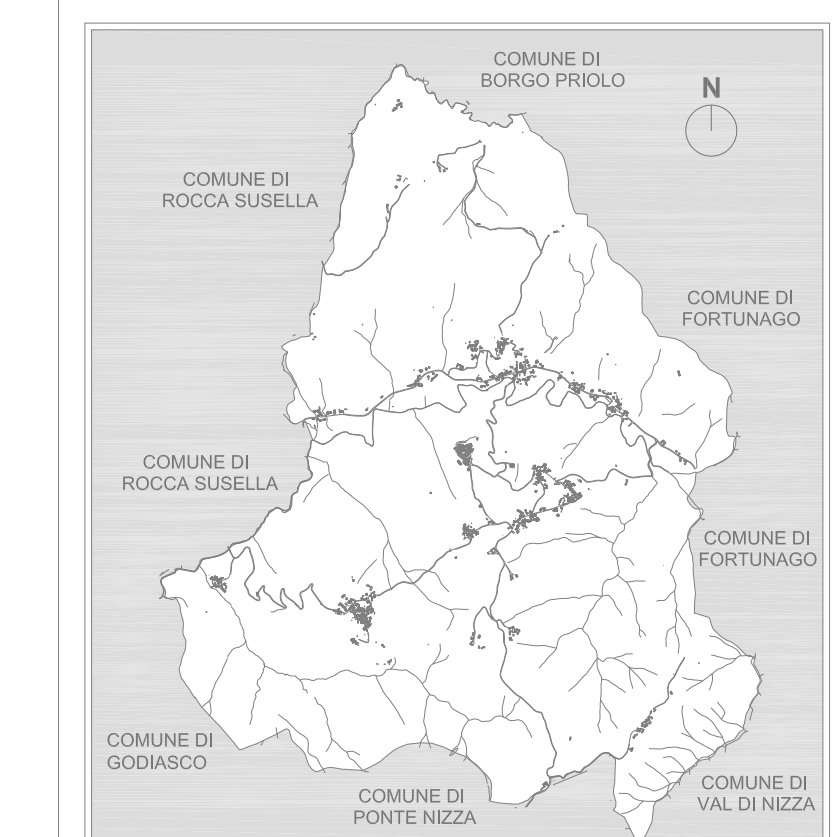 COMUNE DI
BORGO PRIOLO
N
COMUNE DI
ROCCA SUSELLA
COMUNE DI
FORTUNAGO
COMUNE DI
ROCCA SUSELLA
COMUNE DI
FORTUNAGO
COMUNE DI
GODIASCO
COMUNE DI
PONTE NIZZA
COMUNE DI
VAL DI NIZZA